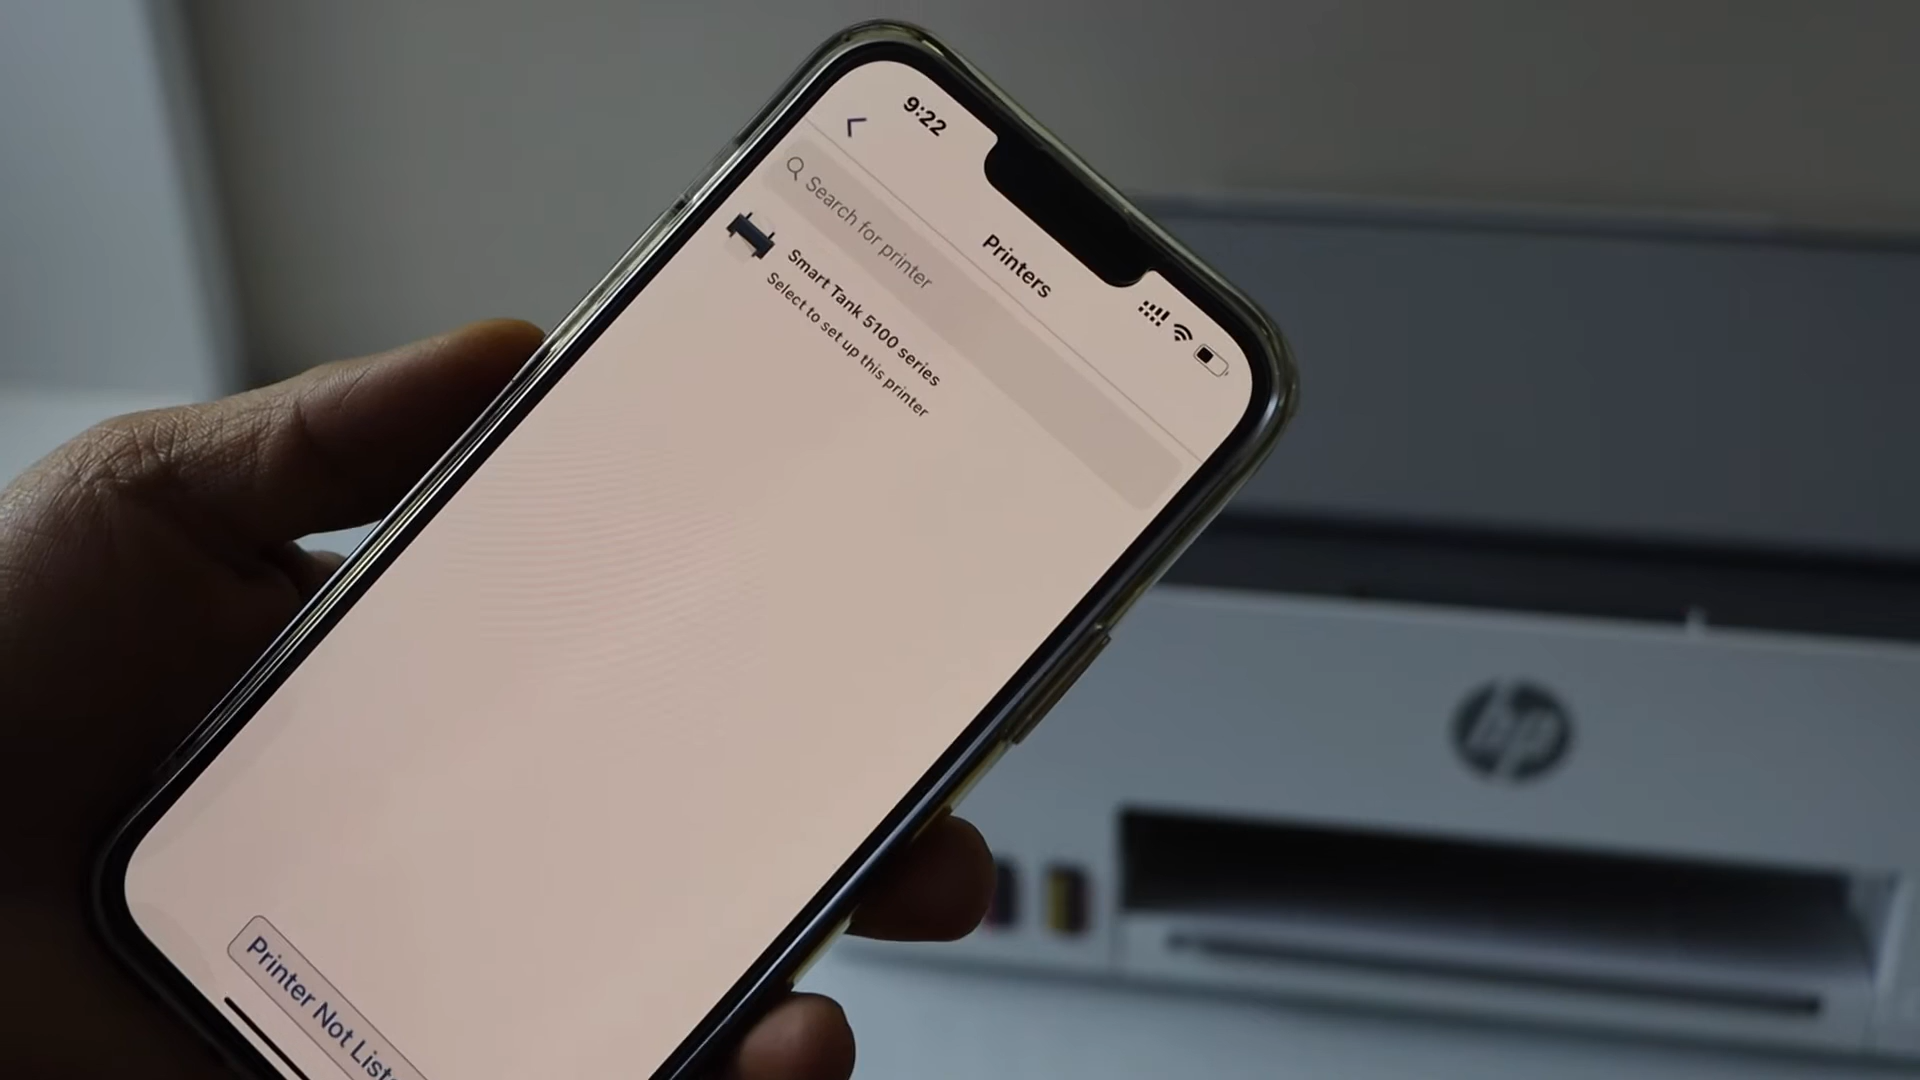 9:22
Printers
Search for printer
Smart Tank 5100 series
Select to set up this printer
Printer Not Liste
hp